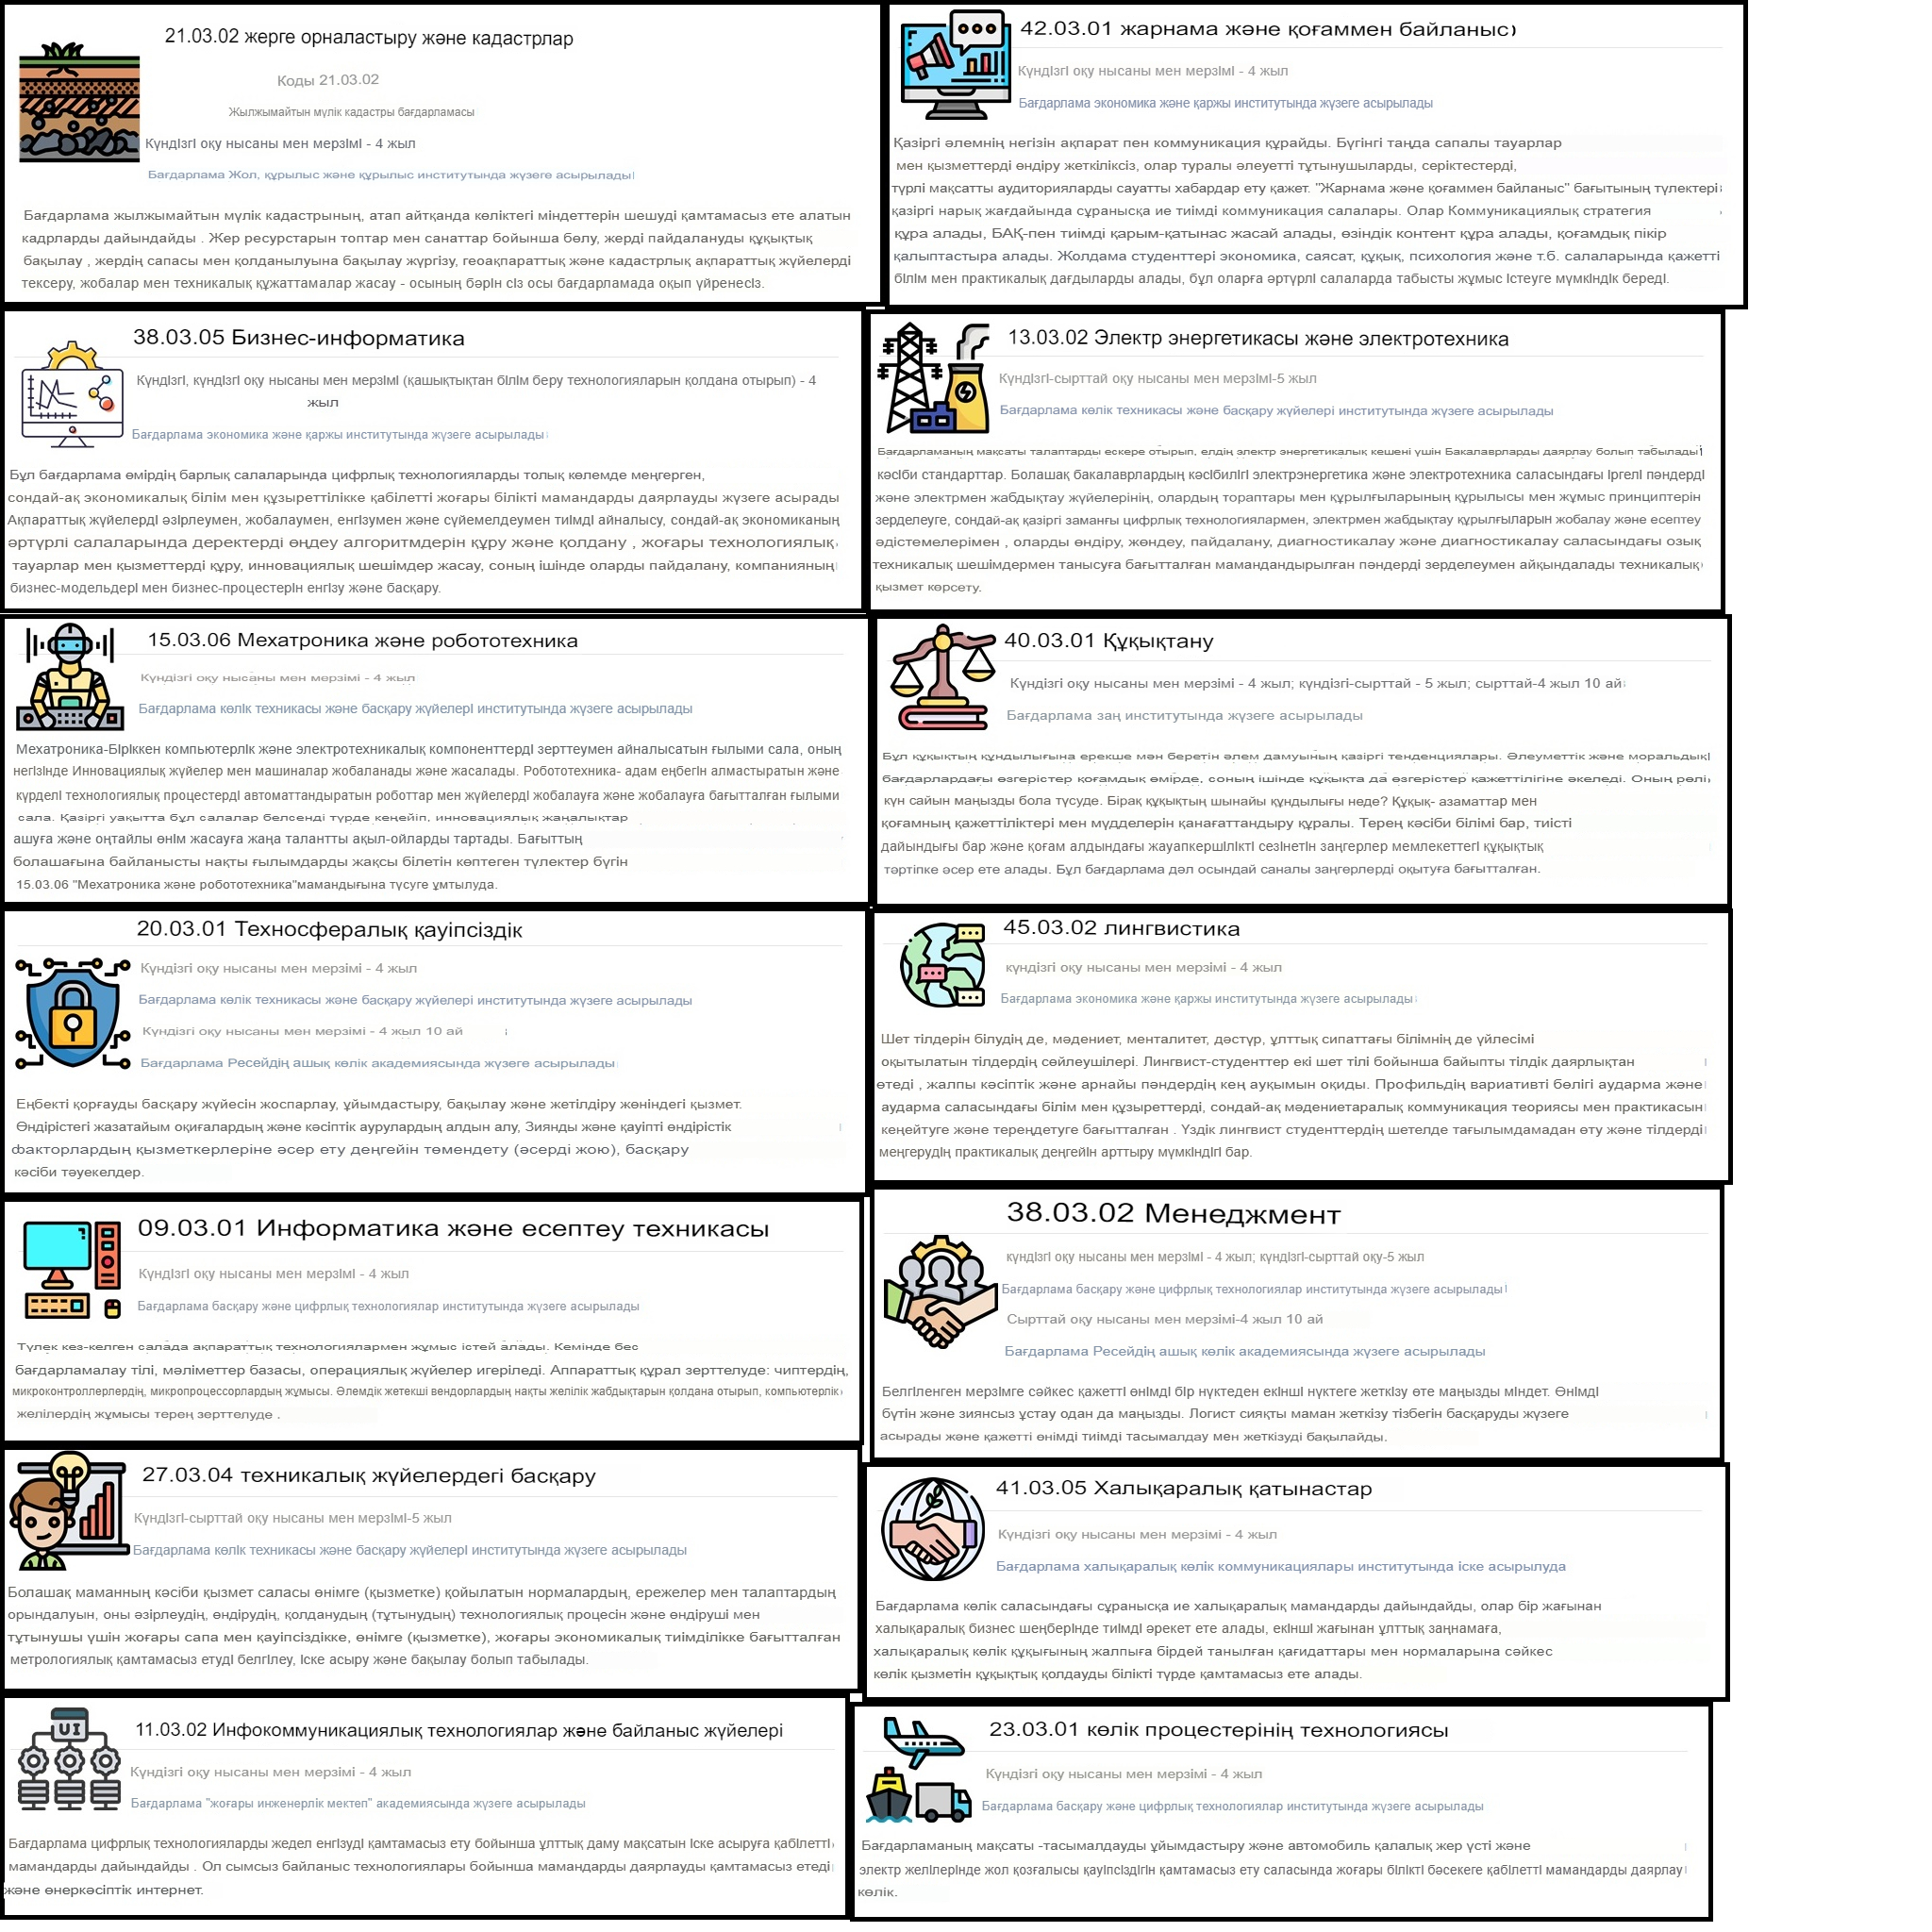 21.03.02 жерге орналастыру және кадастрлар
Коды 21.03.02
Жылжымайтын мүлік кадастры бағдарламасы
Күндізгі оқу нысаны мен мерзімі - 4 жыл
Бағдарлама Жол, құрылыс және құрылыс институтында жүзеге асырылады
Бағдарлама жылжымайтын мүлік кадастрының, атап айтқанда көліктегі міндеттерін шешуді қамтамасыз ете алатын
кадрларды дайындайды . Жер ресурстарын топтар мен санаттар бойынша бөлу, жерді пайдалануды құқықтық
бақылау , жердің сапасы мен қолданылуына бақылау жүргізу, геоақпараттық және кадастрлық ақпараттық жүйелерді
тексеру, жобалар мен техникалық құжаттамалар жасау - осының бәрін сіз осы бағдарламада оқып үйренесіз.
42.03.01 жарнама және қоғаммен байланыс)
Күндізгі оқу нысаны мен мерзімі - 4 жыл
Бағдарлама экономика және қаржы институтында жүзеге асырылады
Қазіргі әлемнің негізін ақпарат пен коммуникация құрайды. Бүгінгі таңда сапалы тауарлар
мен қызметтерді өндіру жеткіліксіз, олар туралы әлеуетті тұтынушыларды, серіктестерді,
түрлі мақсатты аудиторияларды сауатты хабардар ету қажет. "Жарнама және қоғаммен байланыс" бағытының түлектері
қазіргі нарық жағдайында сұранысқа ие тиімді коммуникация салалары. Олар Коммуникациялық стратегия
құра алады, БАҚ-пен тиімді қарым-қатынас жасай алады, өзіндік контент құра алады, қоғамдық пікір
қалыптастыра алады. Жолдама студенттері экономика, саясат, құқық, психология және т.б. салаларында қажетті
білім мен практикалық дағдыларды алады, бұл оларға әртүрлі салаларда табысты жұмыс істеуге мүмкіндік береді.
38.03.05 Бизнес-информатика
Күндізгі, күндізгі оқу нысаны мен мерзімі (қашықтықтан білім беру технологияларын қолдана отырып) - 4
жыл
Бағдарлама экономика және қаржы институтында жүзеге асырылады
Бұл бағдарлама өмірдің барлық салаларында цифрлық технологияларды толық көлемде меңгерген,
сондай-ақ экономикалық білім мен құзыреттілікке қабілетті жоғары білікті мамандарды даярлауды жүзеге асырады
Ақпараттық жүйелерді әзірлеумен, жобалаумен, енгізумен және сүйемелдеумен тиімді айналысу, сондай-ақ экономиканың
әртүрлі салаларында деректерді өңдеу алгоритмдерін құру және қолдану , жоғары технологиялық
тауарлар мен қызметтерді құру, инновациялық шешімдер жасау, соның ішінде оларды пайдалану, компанияның
бизнес-модельдері мен бизнес-процестерін енгізу және басқару.
13.03.02 Электр энергетикасы және электротехника
Күндізгі-сырттай оқу нысаны мен мерзімі-5 жыл
Бағдарлама көлік техникасы және басқару жүйелері институтында жүзеге асырылады
Бағдарламаның мақсаты талаптарды ескере отырып, елдің электр энергетикалық кешені үшін Бакалаврларды даярлау болып табылады
кәсіби стандарттар. Болашақ бакалаврлардың кәсібилігі электрэнергетика және электротехника саласындағы іргелі пәндерді
және электрмен жабдықтау жүйелерінің, олардың тораптары мен құрылғыларының құрылысы мен жұмыс принциптерін
зерделеуге, сондай-ақ қазіргі заманғы цифрлық технологиялармен, электрмен жабдықтау құрылғыларын жобалау және есептеу
әдістемелерімен , оларды өндіру, жөндеу, пайдалану, диагностикалау және диагностикалау саласындағы озық
техникалық шешімдермен танысуға бағытталған мамандандырылған пәндерді зерделеумен айқындалады техникалық
қызмет көрсету.
15.03.06 Мехатроника және робототехника
Күндізгі оқу нысаны мен мерзімі - 4 жыл
Бағдарлама көлік техникасы және басқару жүйелері институтында жүзеге асырылады
Мехатроника-Біріккен компьютерлік және электротехникалық компоненттерді зерттеумен айналысатын ғылыми сала, оның
негізінде Инновациялық жүйелер мен машиналар жобаланады және жасалады. Робототехника- адам еңбегін алмастыратын және
күрделі технологиялық процестерді автоматтандыратын роботтар мен жүйелерді жобалауға және жобалауға бағытталған ғылыми
сала. Қазіргі уақытта бұл салалар белсенді түрде кеңейіп, инновациялық жаңалықтар
ашуға және оңтайлы өнім жасауға жаңа талантты ақыл-ойларды тартады. Бағыттың
болашағына байланысты нақты ғылымдарды жақсы білетін көптеген түлектер бүгін
15.03.06 "Мехатроника және робототехника"мамандығына түсуге ұмтылуда.
40.03.01 Құқықтану
Күндізгі оқу нысаны мен мерзімі - 4 жыл; күндізгі-сырттай - 5 жыл; сырттай-4 жыл 10 ай
Бағдарлама заң институтында жүзеге асырылады
Бұл құқықтың құндылығына ерекше мән беретін әлем дамуының қазіргі тенденциялары. Әлеуметтік және моральдық
бағдарлардағы өзгерістер қоғамдық өмірде, соның ішінде құқықта да өзгерістер қажеттілігіне әкеледі. Оның рөлі
күн сайын маңызды бола түсуде. Бірақ құқықтың шынайы құндылығы неде? Құқық- азаматтар мен
қоғамның қажеттіліктері мен мүдделерін қанағаттандыру құралы. Терең кәсіби білімі бар, тиісті
дайындығы бар және қоғам алдындағы жауапкершілікті сезінетін заңгерлер мемлекеттегі құқықтық
тәртіпке әсер ете алады. Бұл бағдарлама дәл осындай саналы заңгерлерді оқытуға бағытталған.
20.03.01 Техносфералық қауіпсіздік
Күндізгі оқу нысаны мен мерзімі - 4 жыл
Бағдарлама көлік техникасы және басқару жүйелері институтында жүзеге асырылады
Күндізгі оқу нысаны мен мерзімі - 4 жыл 10 ай
Бағдарлама Ресейдің ашық көлік академиясында жүзеге асырылады
Еңбекті қорғауды басқару жүйесін жоспарлау, ұйымдастыру, бақылау және жетілдіру жөніндегі қызмет.
Өндірістегі жазатайым оқиғалардың және кәсіптік аурулардың алдын алу, Зиянды және қауіпті өндірістік
факторлардың қызметкерлеріне әсер ету деңгейін төмендету (әсерді жою), басқару
кәсіби тәуекелдер.
45.03.02 лингвистика
күндізгі оқу нысаны мен мерзімі - 4 жыл
Бағдарлама экономика және қаржы институтында жүзеге асырылады
Шет тілдерін білудің де, мәдениет, менталитет, дәстүр, ұлттық сипаттағы білімнің де үйлесімі
оқытылатын тілдердің сөйлеушілері. Лингвист-студенттер екі шет тілі бойынша байыпты тілдік даярлықтан
өтеді , жалпы кәсіптік және арнайы пәндердің кең ауқымын оқиды. Профильдің вариативті бөлігі аударма және
аударма саласындағы білім мен құзыреттерді, сондай-ақ мәдениетаралық коммуникация теориясы мен практикасын
кеңейтуге және тереңдетуге бағытталған . Үздік лингвист студенттердің шетелде тағылымдамадан өту және тілдерді
меңгерудің практикалық деңгейін арттыру мүмкіндігі бар.
09.03.01 Информатика және есептеу техникасы
Күндізгі оқу нысаны мен мерзімі - 4 жыл
Бағдарлама басқару және цифрлық технологиялар институтында жүзеге асырылады
Түлек кез-келген салада ақпараттық технологиялармен жұмыс істей алады. Кемінде бес
бағдарламалау тілі, мәліметтер базасы, операциялық жүйелер игеріледі. Аппараттық құрал зерттелуде: чиптердің,
микроконтроллерлердің, микропроцессорлардың жұмысы. Әлемдік жетекші вендорлардың нақты желілік жабдықтарын қолдана отырып, компьютерлік
желілердің жұмысы терең зерттелуде .
38.03.02 Менеджмент
күндізгі оқу нысаны мен мерзімі - 4 жыл; күндізгі-сырттай оқу-5 жыл
Бағдарлама басқару және цифрлық технологиялар институтында жүзеге асырылады
Сырттай оқу нысаны мен мерзімі-4 жыл 10 ай
Бағдарлама Ресейдің ашық көлік академиясында жүзеге асырылады
Белгіленген мерзімге сәйкес қажетті өнімді бір нүктеден екінші нүктеге жеткізу өте маңызды міндет. Өнімді
бүтін және зиянсыз ұстау одан да маңызды. Логист сияқты маман жеткізу тізбегін басқаруды жүзеге
асырады және қажетті өнімді тиімді тасымалдау мен жеткізуді бақылайды.
27.03.04 техникалық жүйелердегі басқару
Күндізгі-сырттай оқу нысаны мен мерзімі-5 жыл
Бағдарлама көлік техникасы және басқару жүйелері институтында жүзеге асырылады
Болашақ маманның кәсіби қызмет саласы өнімге (қызметке) қойылатын нормалардың, ережелер мен талаптардың
орындалуын, оны әзірлеудің, өндірудің, қолданудың (тұтынудың) технологиялық процесін және өндіруші мен
тұтынушы үшін жоғары сапа мен қауіпсіздікке, өнімге (қызметке), жоғары экономикалық тиімділікке бағытталған
метрологиялық қамтамасыз етуді белгілеу, іске асыру және бақылау болып табылады.
41.03.05 Халықаралық қатынастар
Күндізгі оқу нысаны мен мерзімі - 4 жыл
Бағдарлама халықаралық көлік коммуникациялары институтында іске асырылуда
Бағдарлама көлік саласындағы сұранысқа ие халықаралық мамандарды дайындайды, олар бір жағынан
халықаралық бизнес шеңберінде тиімді әрекет ете алады, екінші жағынан ұлттық заңнамаға,
халықаралық көлік құқығының жалпыға бірдей танылған қағидаттары мен нормаларына сәйкес
көлік қызметін құқықтық қолдауды білікті түрде қамтамасыз ете алады.
UI
11.03.02 Инфокоммуникациялық технологиялар және байланыс жүйелері
Күндізгі оқу нысаны мен мерзімі - 4 жыл
Бағдарлама "жоғары инженерлік мектеп" академиясында жүзеге асырылады
Бағдарлама цифрлық технологияларды жедел енгізуді қамтамасыз ету бойынша ұлттық даму мақсатын іске асыруға қабілетті
мамандарды дайындайды . Ол сымсыз байланыс технологиялары бойынша мамандарды даярлауды қамтамасыз етеді
және өнеркәсіптік интернет.
23.03.01 көлік процестерінің технологиясы
Күндізгі оқу нысаны мен мерзімі - 4 жыл
Бағдарлама басқару және цифрлық технологиялар институтында жүзеге асырылады
Бағдарламаның мақсаты -тасымалдауды ұйымдастыру және автомобиль қалалық жер үсті және
электр желілерінде жол қозғалысы қауіпсіздігін қамтамасыз ету саласында жоғары білікті бәсекеге қабілетті мамандарды даярлау
көлік.